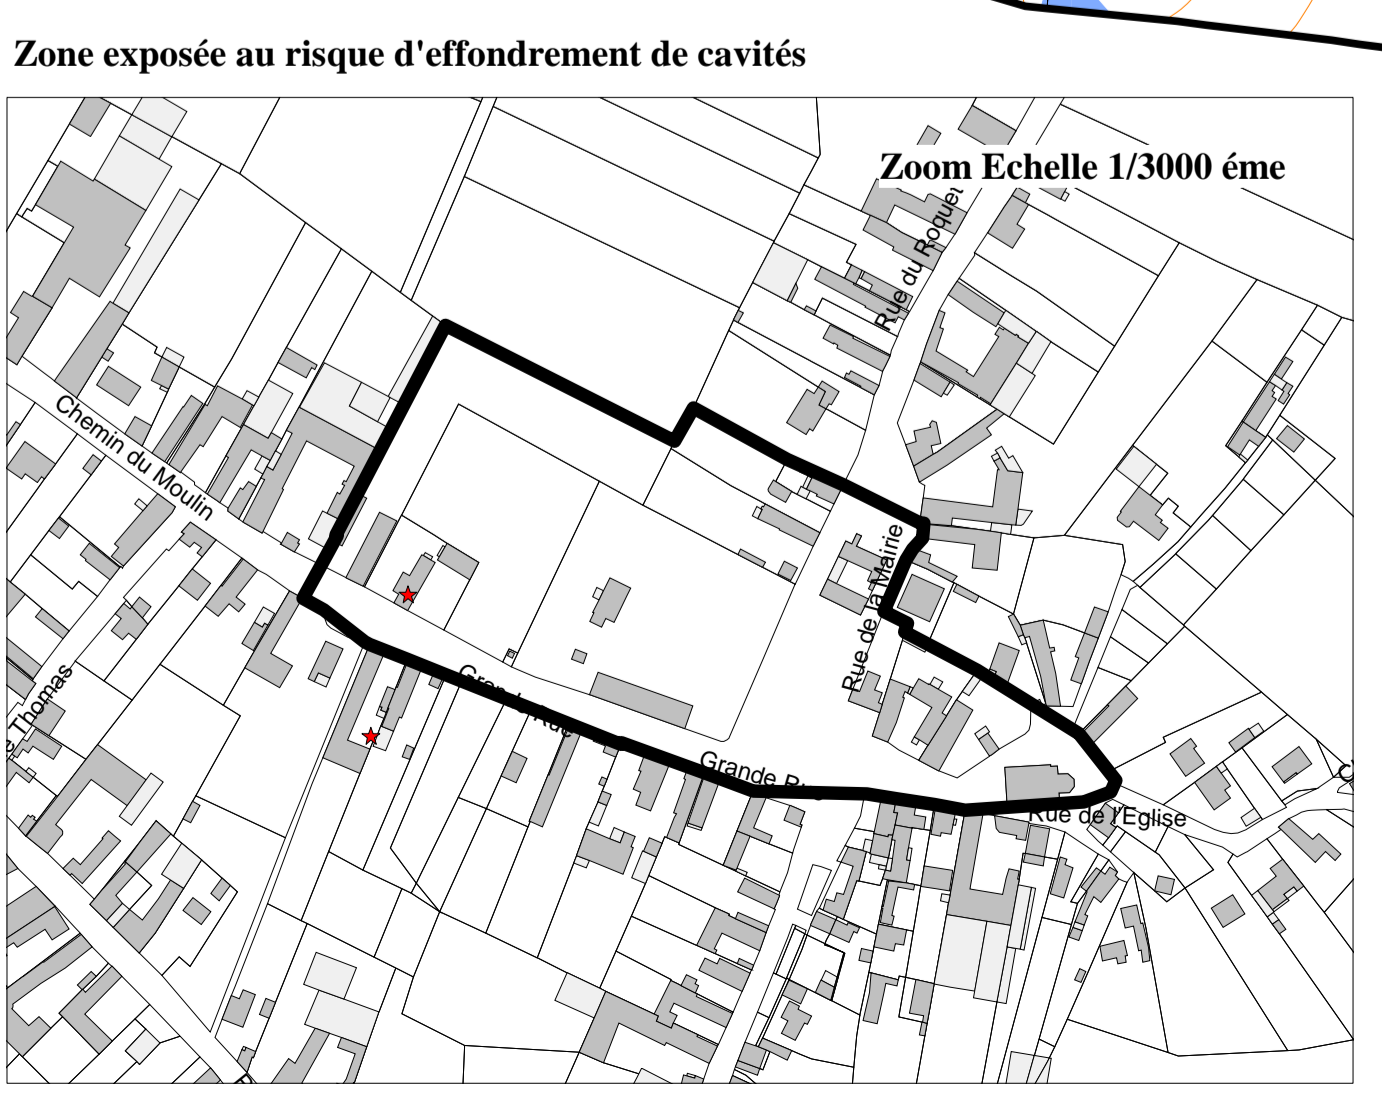 Zone exposée au risque d'effondrement de cavités
Zoom Echelle 1/3000 éme
Rue du Roquet
Chemin du Moulin
Rue de la Mairie
Thomas
Grande Rue
Grande Rue
Rue de l'Eglise